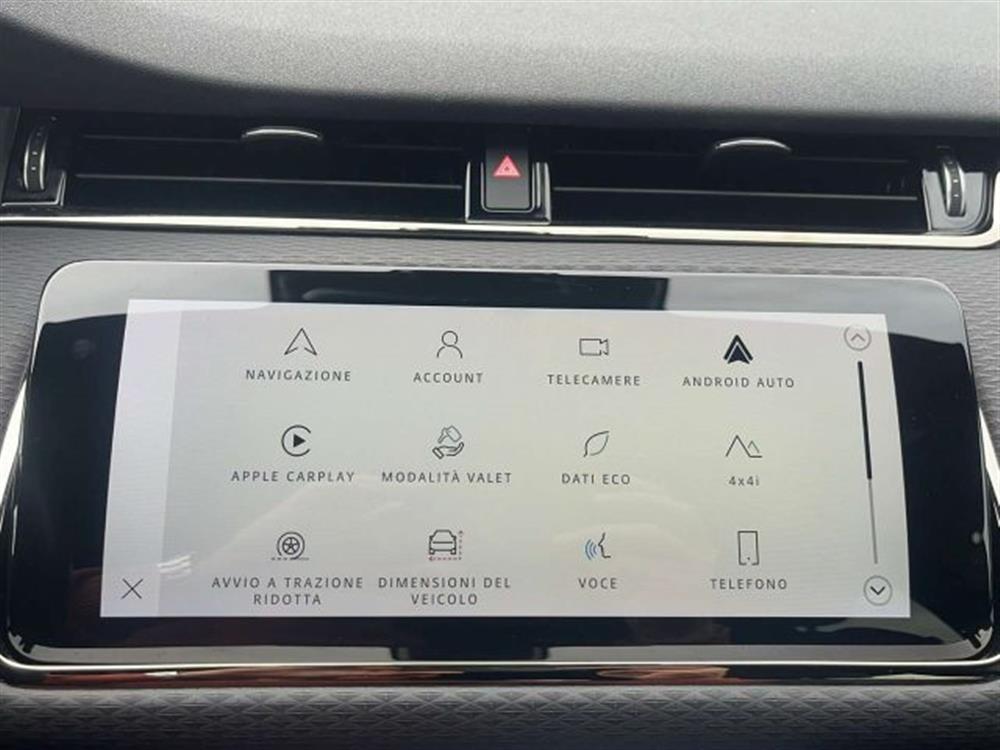 NAVIGAZIONE
ACCOUNT
TELECAMERE
ANDROID AUTO
APPLE CARPLAY
MODALITÀ VALET
DATI ECO
4x4i
AVVIO A TRAZIONE
RIDOTTA
DIMENSIONI DEL
VEICOLO
VOCE
TELEFONO